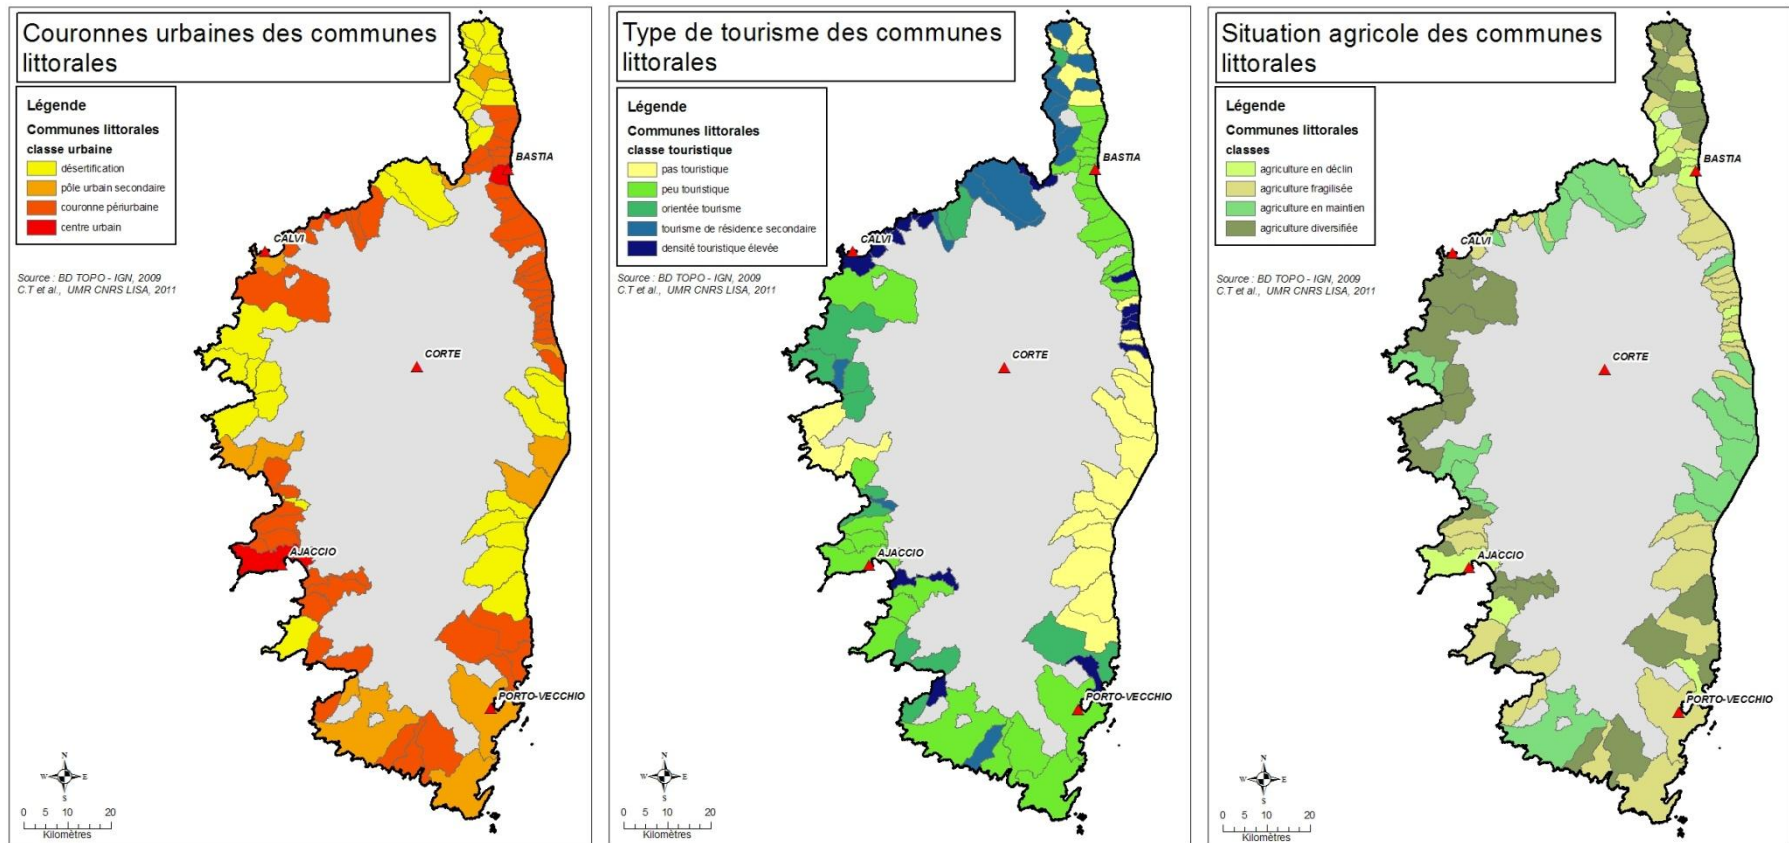 Couronnes urbaines des communes
littorales
Légende
Communes littorales
classe urbaine
désertification
pôle urbain secondaire
couronne périurbaine
centre urbain
Source : BD TOPO - IGN, 2009
C.T et al., UMR CNRS LISA, 2011
BASTIA
CALVI
CORTE
AJACCIO
PORTO-VECCHIO
N
W E
S
0 5 10 20
Kilomètres
Type de tourisme des communes
littorales
Légende
Communes littorales
classe touristique
pas touristique
peu touristique
orientée tourisme
tourisme de résidence secondaire
densité touristique élevée
Source : BD TOPO - IGN, 2009
C.T et al., UMR CNRS LISA, 2011
BASTIA
CALVI
CORTE
AJACCIO
PORTO-VECCHIO
N
W E
S
0 5 10 20
Kilomètres
Situation agricole des communes
littorales
Légende
Communes littorales
classes
agriculture en déclin
agriculture fragilisée
agriculture en maintien
agriculture diversifiée
Source : BD TOPO - IGN, 2009
C.T et al., UMR CNRS LISA, 2011
BASTIA
CALVI
CORTE
AJACCIO
PORTO-VECCHIO
N
W E
S
0 5 10 20
Kilomètres